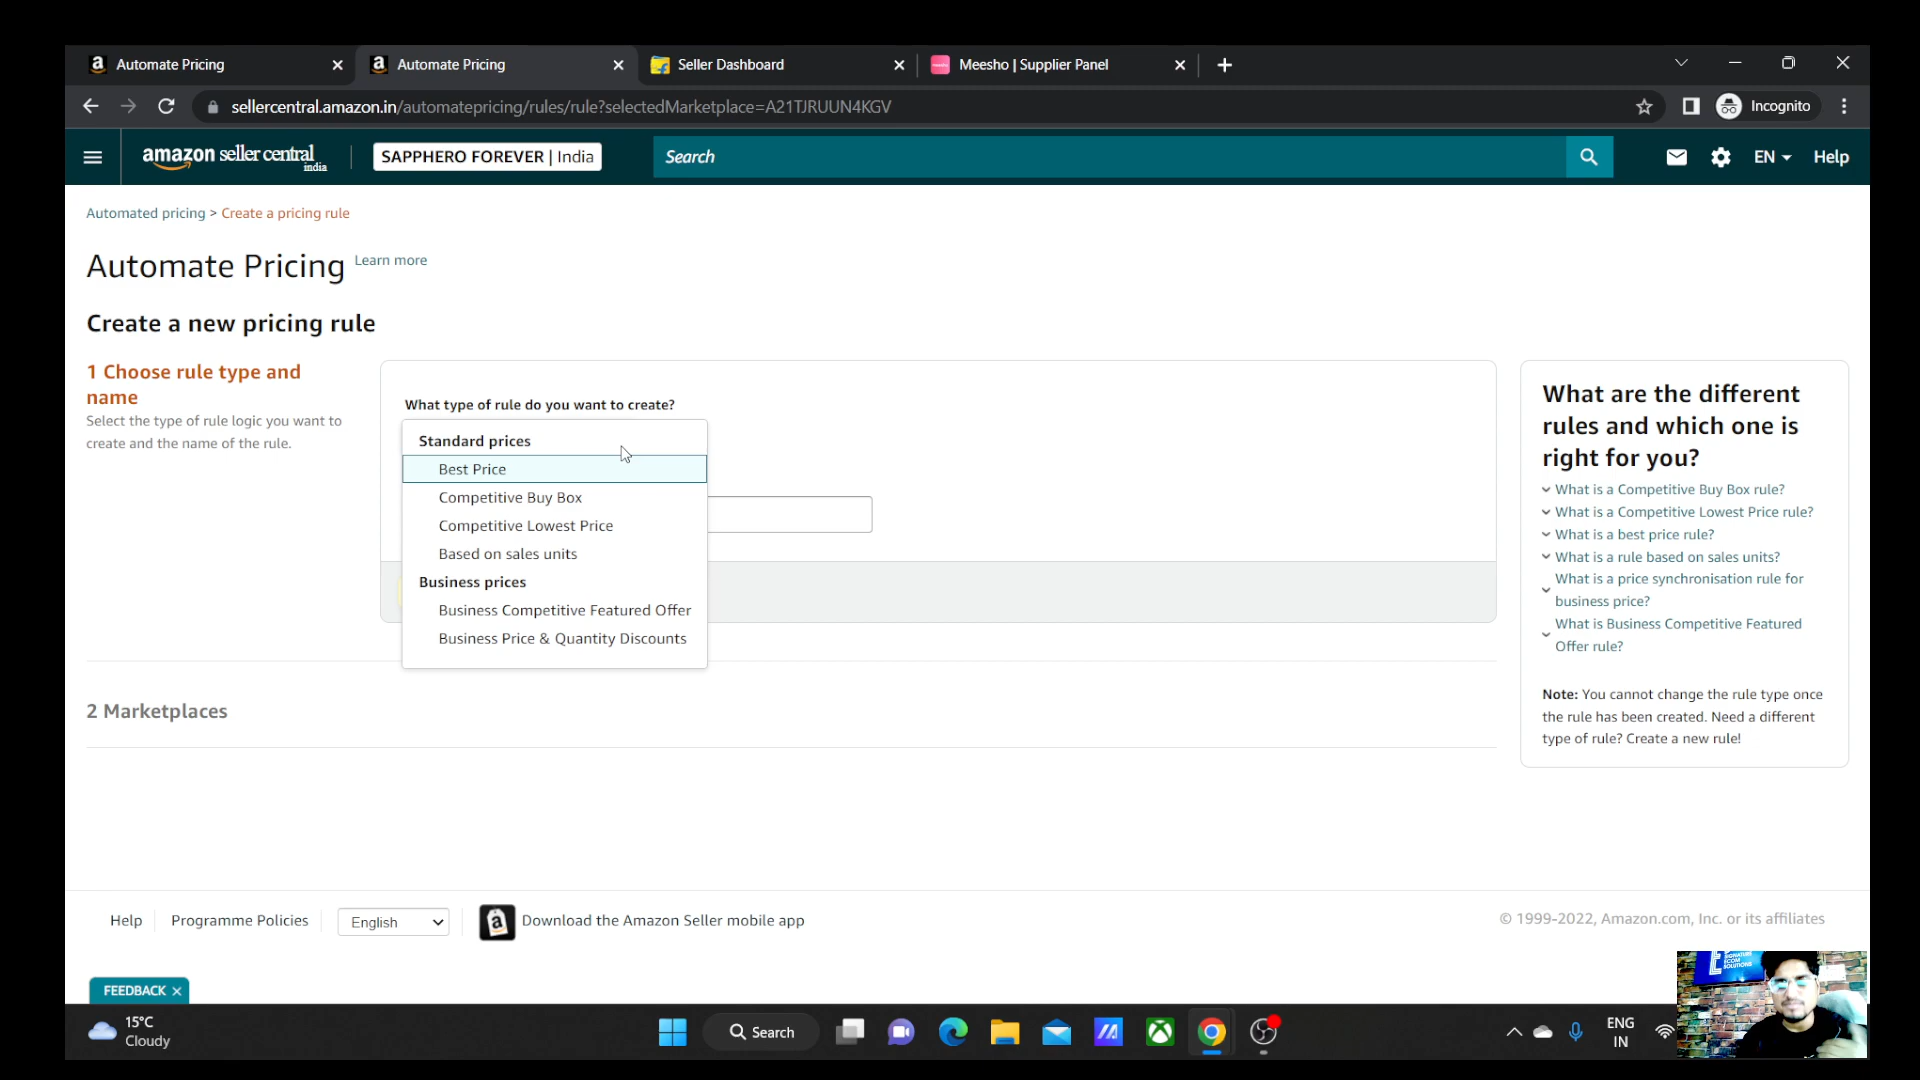 Automate Pricing
Automate Pricing
Seller Dashboard
Meesho | Supplier Panel
sellercentral.amazon.in/automatepricing/rules/rule?selectedMarketplace=A21TJRUUN4KGV
Incognito
amazon seller central india
SAPPHERO FOREVER | India
Search
EN
Help
Automated pricing > Create a pricing rule
Automate Pricing Learn more
Create a new pricing rule
1 Choose rule type and
name
Select the type of rule logic you want to
create and the name of the rule.
What type of rule do you want to create?
Standard prices
Best Price
Competitive Buy Box
Competitive Lowest Price
Based on sales units
Business prices
Business Competitive Featured Offer
Business Price & Quantity Discounts
What are the different
rules and which one is
right for you?
What is a Competitive Buy Box rule?
What is a Competitive Lowest Price rule?
What is a best price rule?
What is a rule based on sales units?
What is a price synchronisation rule for
business price?
What is Business Competitive Featured
Offer rule?
Note: You cannot change the rule type once
the rule has been created. Need a different
type of rule? Create a new rule!
2 Marketplaces
Help
Programme Policies
English
Download the Amazon Seller mobile app
© 1999-2022, Amazon.com, Inc. or its affiliates
FEEDBACK
SIGNATURE
ECOM
SOLUTIONS
15°C
Cloudy
Search
ENG
IN